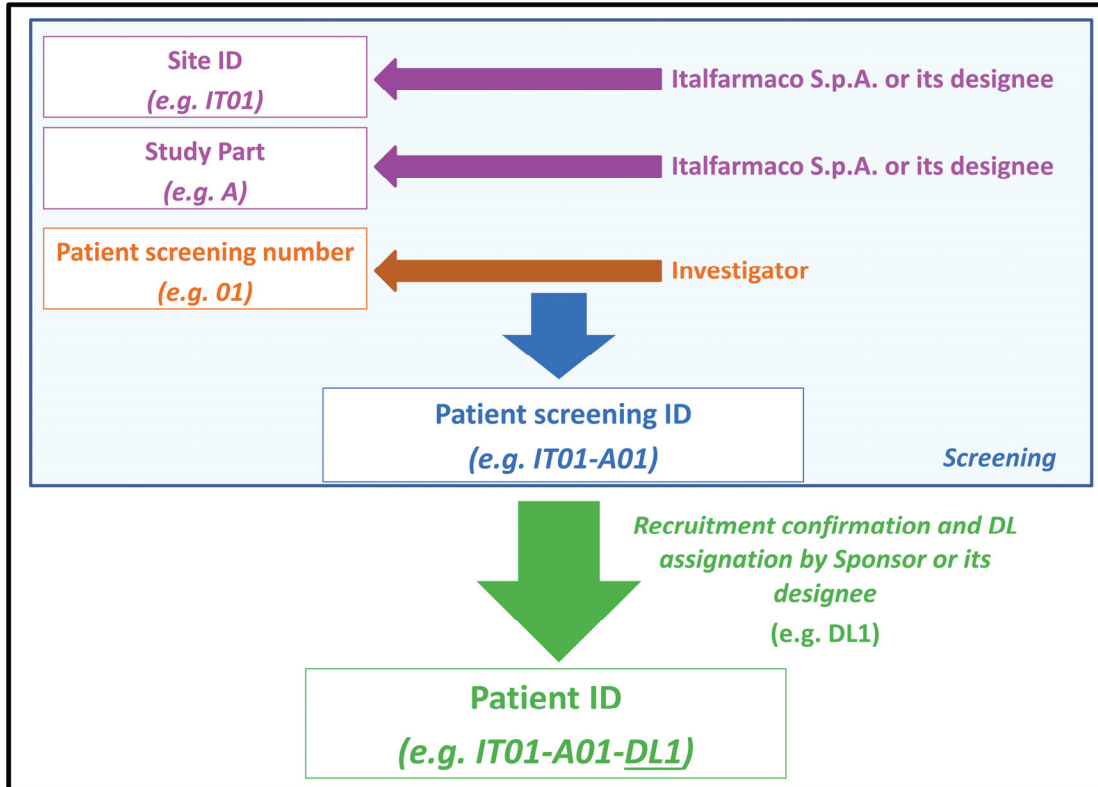 Site ID
(e.g. IT01)
Italfarmaco S.p.A. or its designee
Study Part
(e.g. A)
Italfarmaco S.p.A. or its designee
Patient screening number
(e.g. 01)
Investigator
Patient screening ID
(e.g. IT01-A01)
Screening
Recruitment confirmation and DL
assignation by Sponsor or its
designee
(e.g. DL1)
Patient ID
(e.g. IT01-A01-DL1)